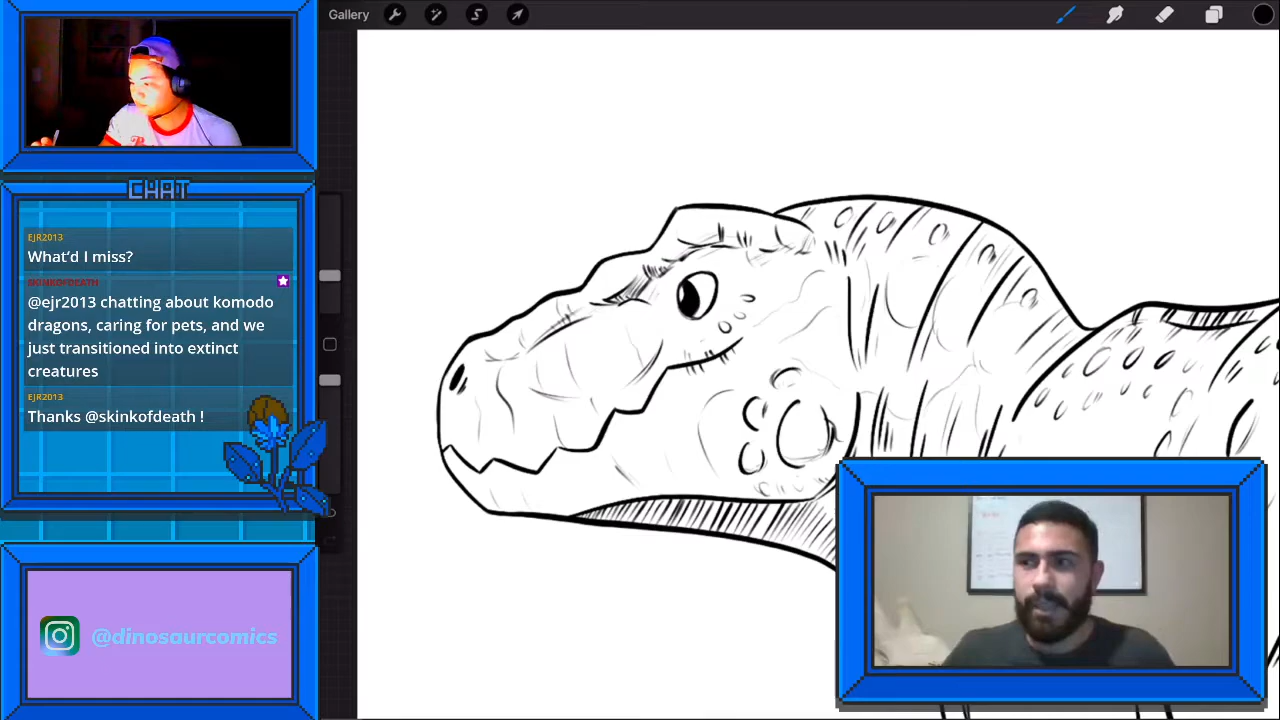 Gallery
CHAT
EJR2013
What'd I miss?
SKINKOFDEATH
@ejr2013 chatting about komodo
dragons, caring for pets, and we
just transitioned into extinct
creatures
EJR2013
Thanks @skinkofdeath !
@dinosaurcomics